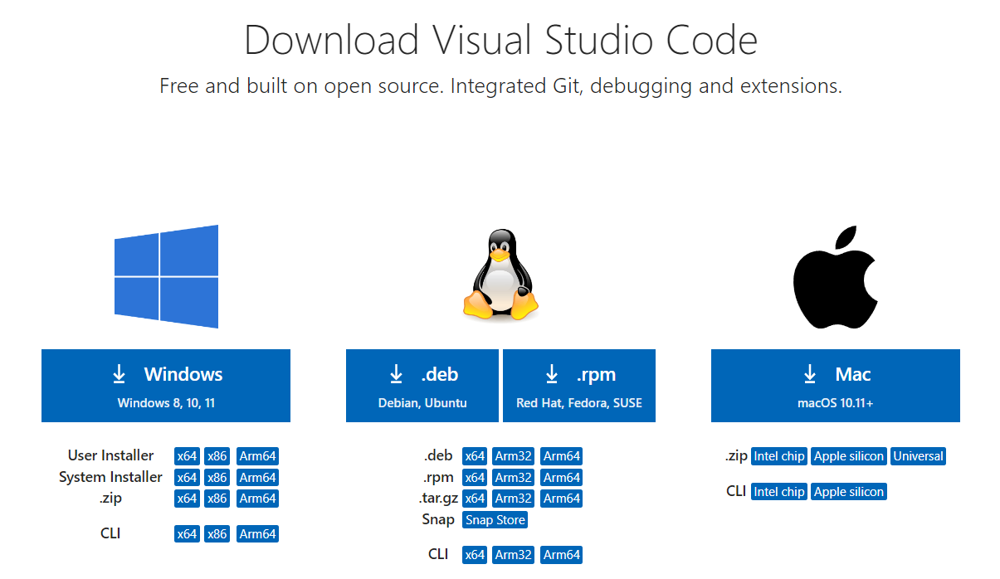 Download Visual Studio Code
Free and built on open source. Integrated Git, debugging and extensions.
Windows
Windows 8, 10, 11
User Installer x64 x86 Arm64
System Installer x64 x86 Arm64
.zip x64 x86 Arm64
CLI x64 x86 Arm64
.deb
Debian, Ubuntu
.rpm
Red Hat, Fedora, SUSE
.deb x64 Arm32 Arm64
.rpm x64 Arm32 Arm64
.tar.gz x64 Arm32 Arm64
Snap Snap Store
CLI x64 Arm32 Arm64
Mac
macOS 10.11+
.zip Intel chip Apple silicon Universal
CLI Intel chip Apple silicon